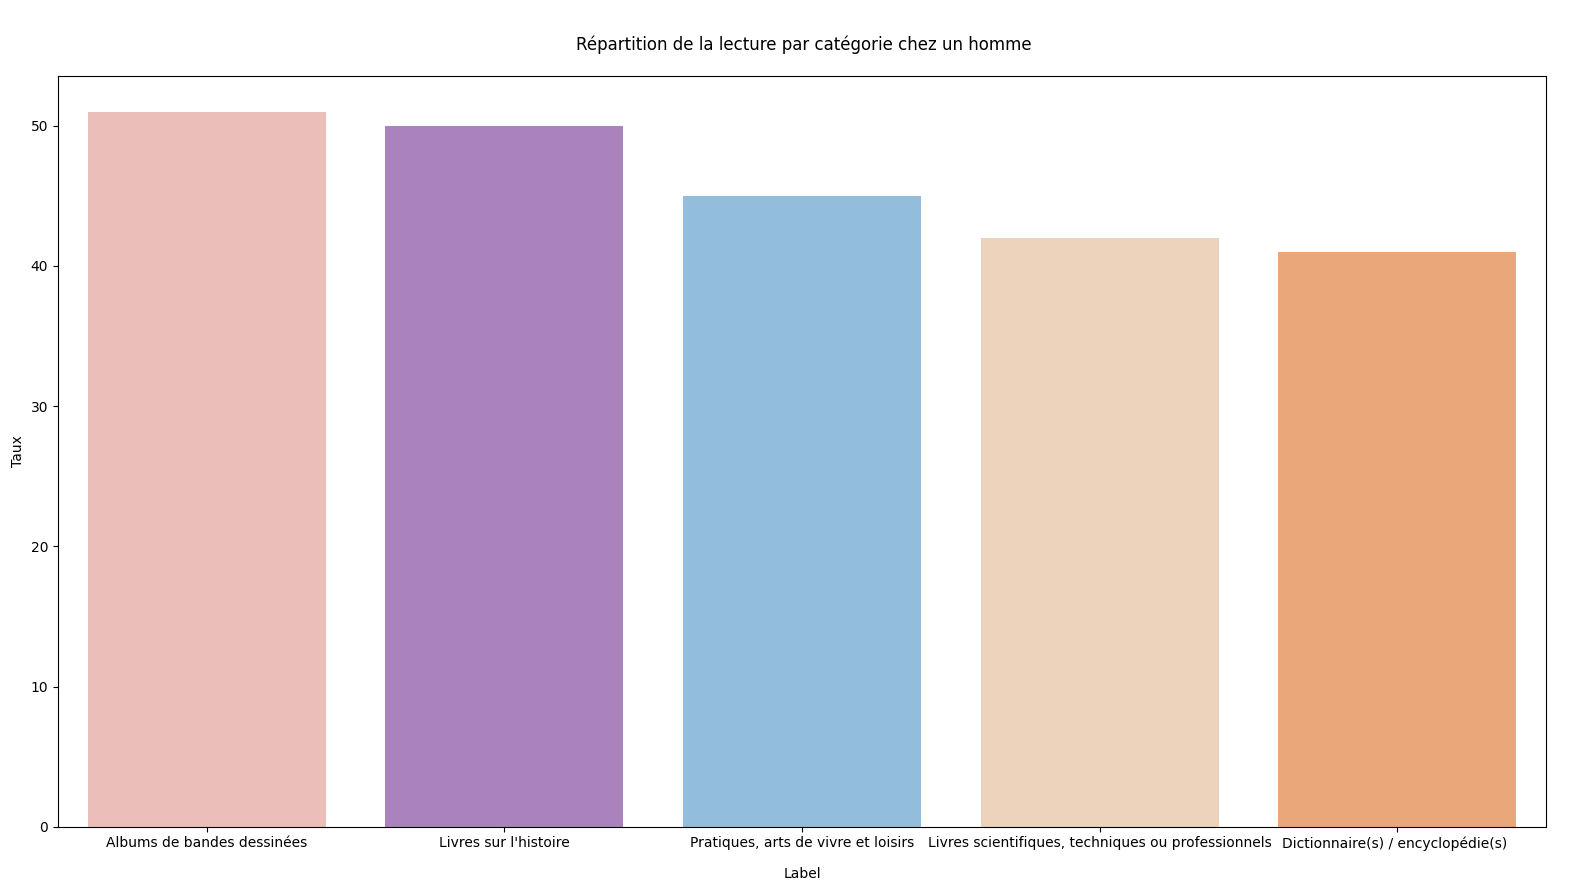 Répartition de la lecture par catégorie chez un homme
50
40
30
20
10
0
Taux
Albums de bandes dessinées
Livres sur l'histoire
Pratiques, arts de vivre et loisirs
Livres scientifiques, techniques ou professionnels
Dictionnaire(s) / encyclopédie(s)
Label